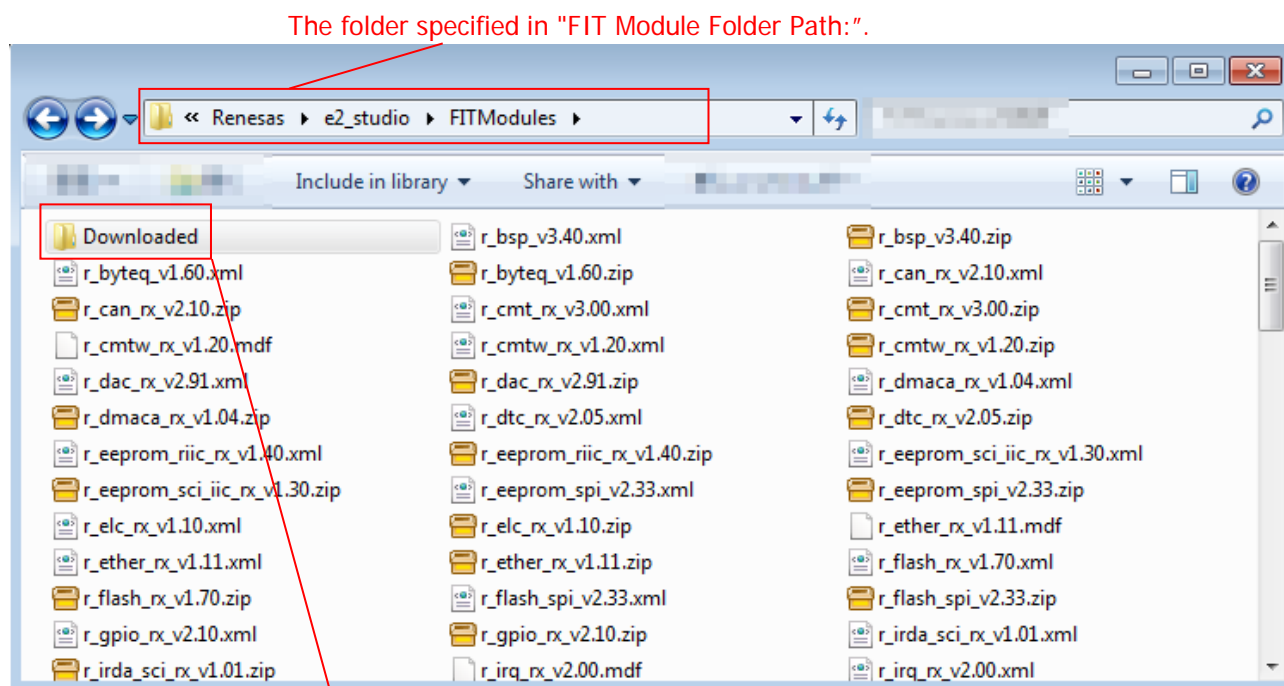 The folder specified in "FIT Module Folder Path:".
« Renesas ▸ e2_studio ▸ FITModules ▸
Include in library ▼ Share with ▼
Downloaded r_bsp_v3.40.xml r_bsp_v3.40.zip
r_byteq_v1.60.xml r_byteq_v1.60.zip r_can_rx_v2.10.xml
r_can_rx_v2.10.zip r_cmt_rx_v3.00.xml r_cmt_rx_v3.00.zip
r_cmtw_rx_v1.20.mdf r_cmtw_rx_v1.20.xml r_cmtw_rx_v1.20.zip
r_dac_rx_v2.91.xml r_dac_rx_v2.91.zip r_dmaca_rx_v1.04.xml
r_dmaca_rx_v1.04.zip r_dtc_rx_v2.05.xml r_dtc_rx_v2.05.zip
r_eeprom_riic_rx_v1.40.xml r_eeprom_riic_rx_v1.40.zip r_eeprom_sci_iic_rx_v1.30.xml
r_eeprom_sci_iic_rx_v1.30.zip r_eeprom_spi_v2.33.xml r_eeprom_spi_v2.33.zip
r_elc_rx_v1.10.xml r_elc_rx_v1.10.zip r_ether_rx_v1.11.mdf
r_ether_rx_v1.11.xml r_ether_rx_v1.11.zip r_flash_rx_v1.70.xml
r_flash_rx_v1.70.zip r_flash_spi_v2.33.xml r_flash_spi_v2.33.zip
r_gpio_rx_v2.10.xml r_gpio_rx_v2.10.zip r_irda_sci_rx_v1.01.xml
r_irda_sci_rx_v1.01.zip r_irq_rx_v2.00.mdf r_irq_rx_v2.00.xml